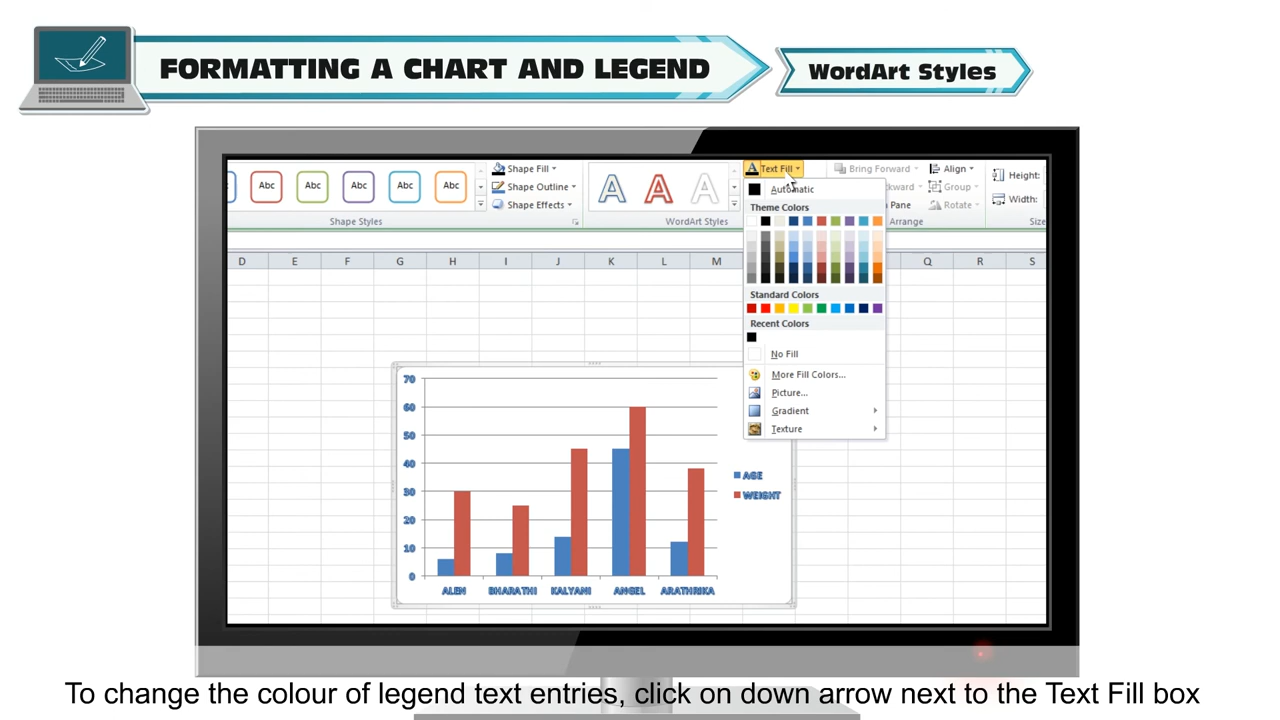 FORMATTING A CHART AND LEGEND
WordArt Styles
Abc Abc Abc Abc Abc
Shape Fill
Shape Outline
Shape Effects
Shape Styles
A A A
WordArt Styles
A Text Fill
Bring Forward
Align
Group
Pane
Rotate
Arrange
Height:
Width:
Automatic
Theme Colors
Standard Colors
Recent Colors
No Fill
More Fill Colors...
Picture...
Gradient
Texture
D E F G H I J K L M Q R S
70
60
50
40
30
20
10
0
ALEN BHARATHI KALYANI ANGEL ARATHRIKA
AGE
WEIGHT
To change the colour of legend text entries, click on down arrow next to the Text Fill box